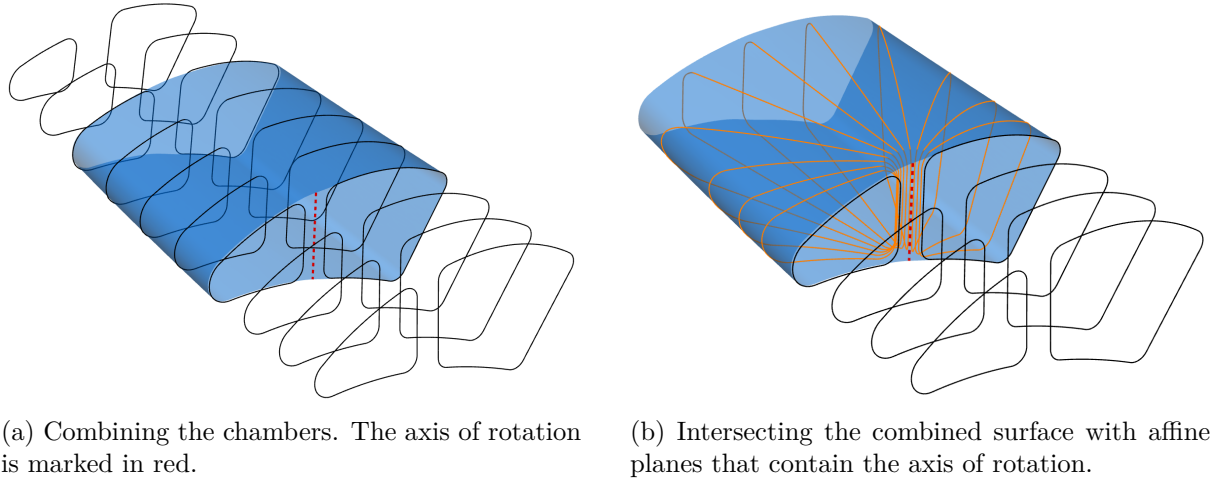 (a) Combining the chambers. The axis of rotation
is marked in red.
(b) Intersecting the combined surface with affine
planes that contain the axis of rotation.